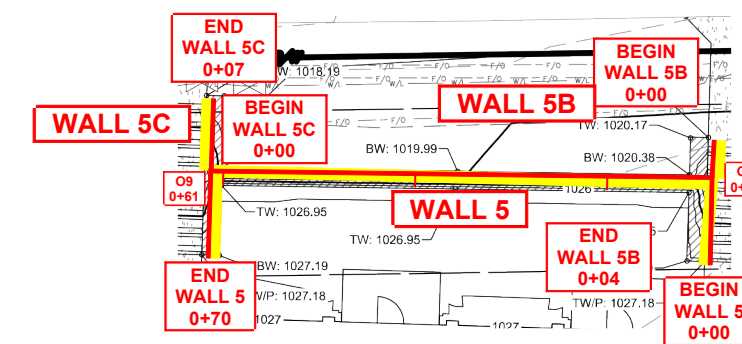 END
WALL 5C
0+07
W: 1018.19
F/O F/O F/O F/O
F/O W/L F/O W/L F/O W/L
BEGIN
WALL 5B
0+00
WALL 5B
WALL 5C
BEGIN
WALL 5C
0+00
F/O
TW: 1020.17
BW: 1019.99
BW: 1020.38
O9
0+61
1026
TW: 1026.95
WALL 5
TW: 1026.95
END
WALL 5B
0+04
BW: 1027.19
END
WALL 5
0+70
W/P: 1027.18
TW/P: 1027.18
BEGIN
WALL 5
0+00
1027
1027